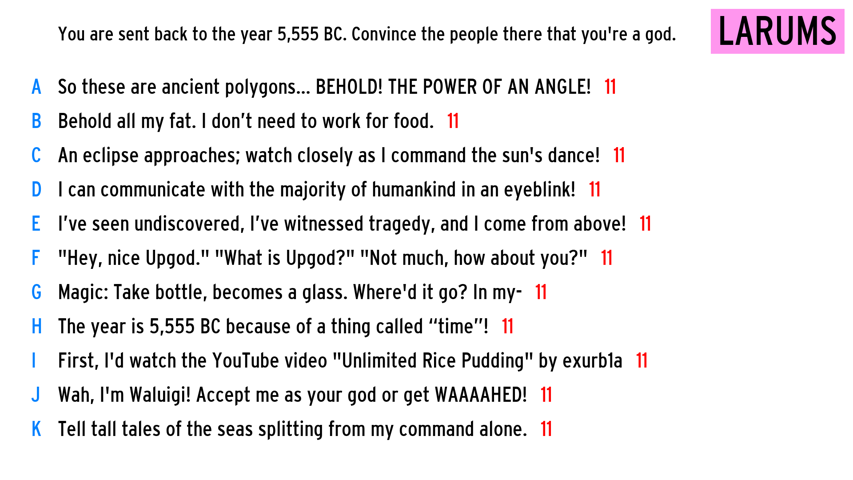 You are sent back to the year 5,555 BC. Convince the people there that you're a god.
LARUMS
A So these are ancient polygons... BEHOLD! THE POWER OF AN ANGLE! 11
B Behold all my fat. I don’t need to work for food. 11
C An eclipse approaches; watch closely as I command the sun's dance! 11
D I can communicate with the majority of humankind in an eyeblink! 11
E I’ve seen undiscovered, I’ve witnessed tragedy, and I come from above! 11
F "Hey, nice Upgod." "What is Upgod?" "Not much, how about you?" 11
G Magic: Take bottle, becomes a glass. Where'd it go? In my- 11
H The year is 5,555 BC because of a thing called “time”! 11
I First, I'd watch the YouTube video "Unlimited Rice Pudding" by exurb1a 11
J Wah, I'm Waluigi! Accept me as your god or get WAAAAHED! 11
K Tell tall tales of the seas splitting from my command alone. 11